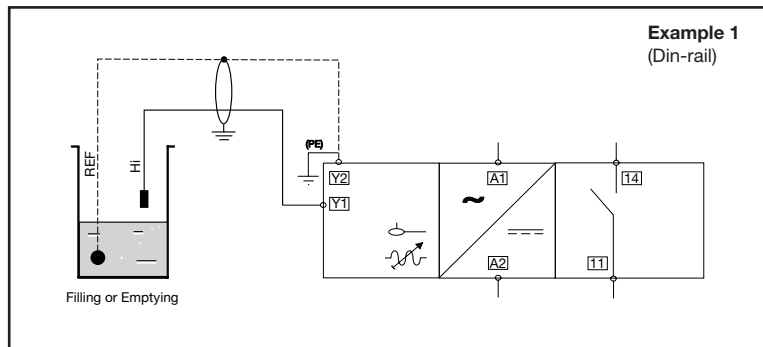 Example 1
(Din-rail)
REF
Hi
(PE)
Y2
Y1
A1
~
A2
14
11
Filling or Emptying